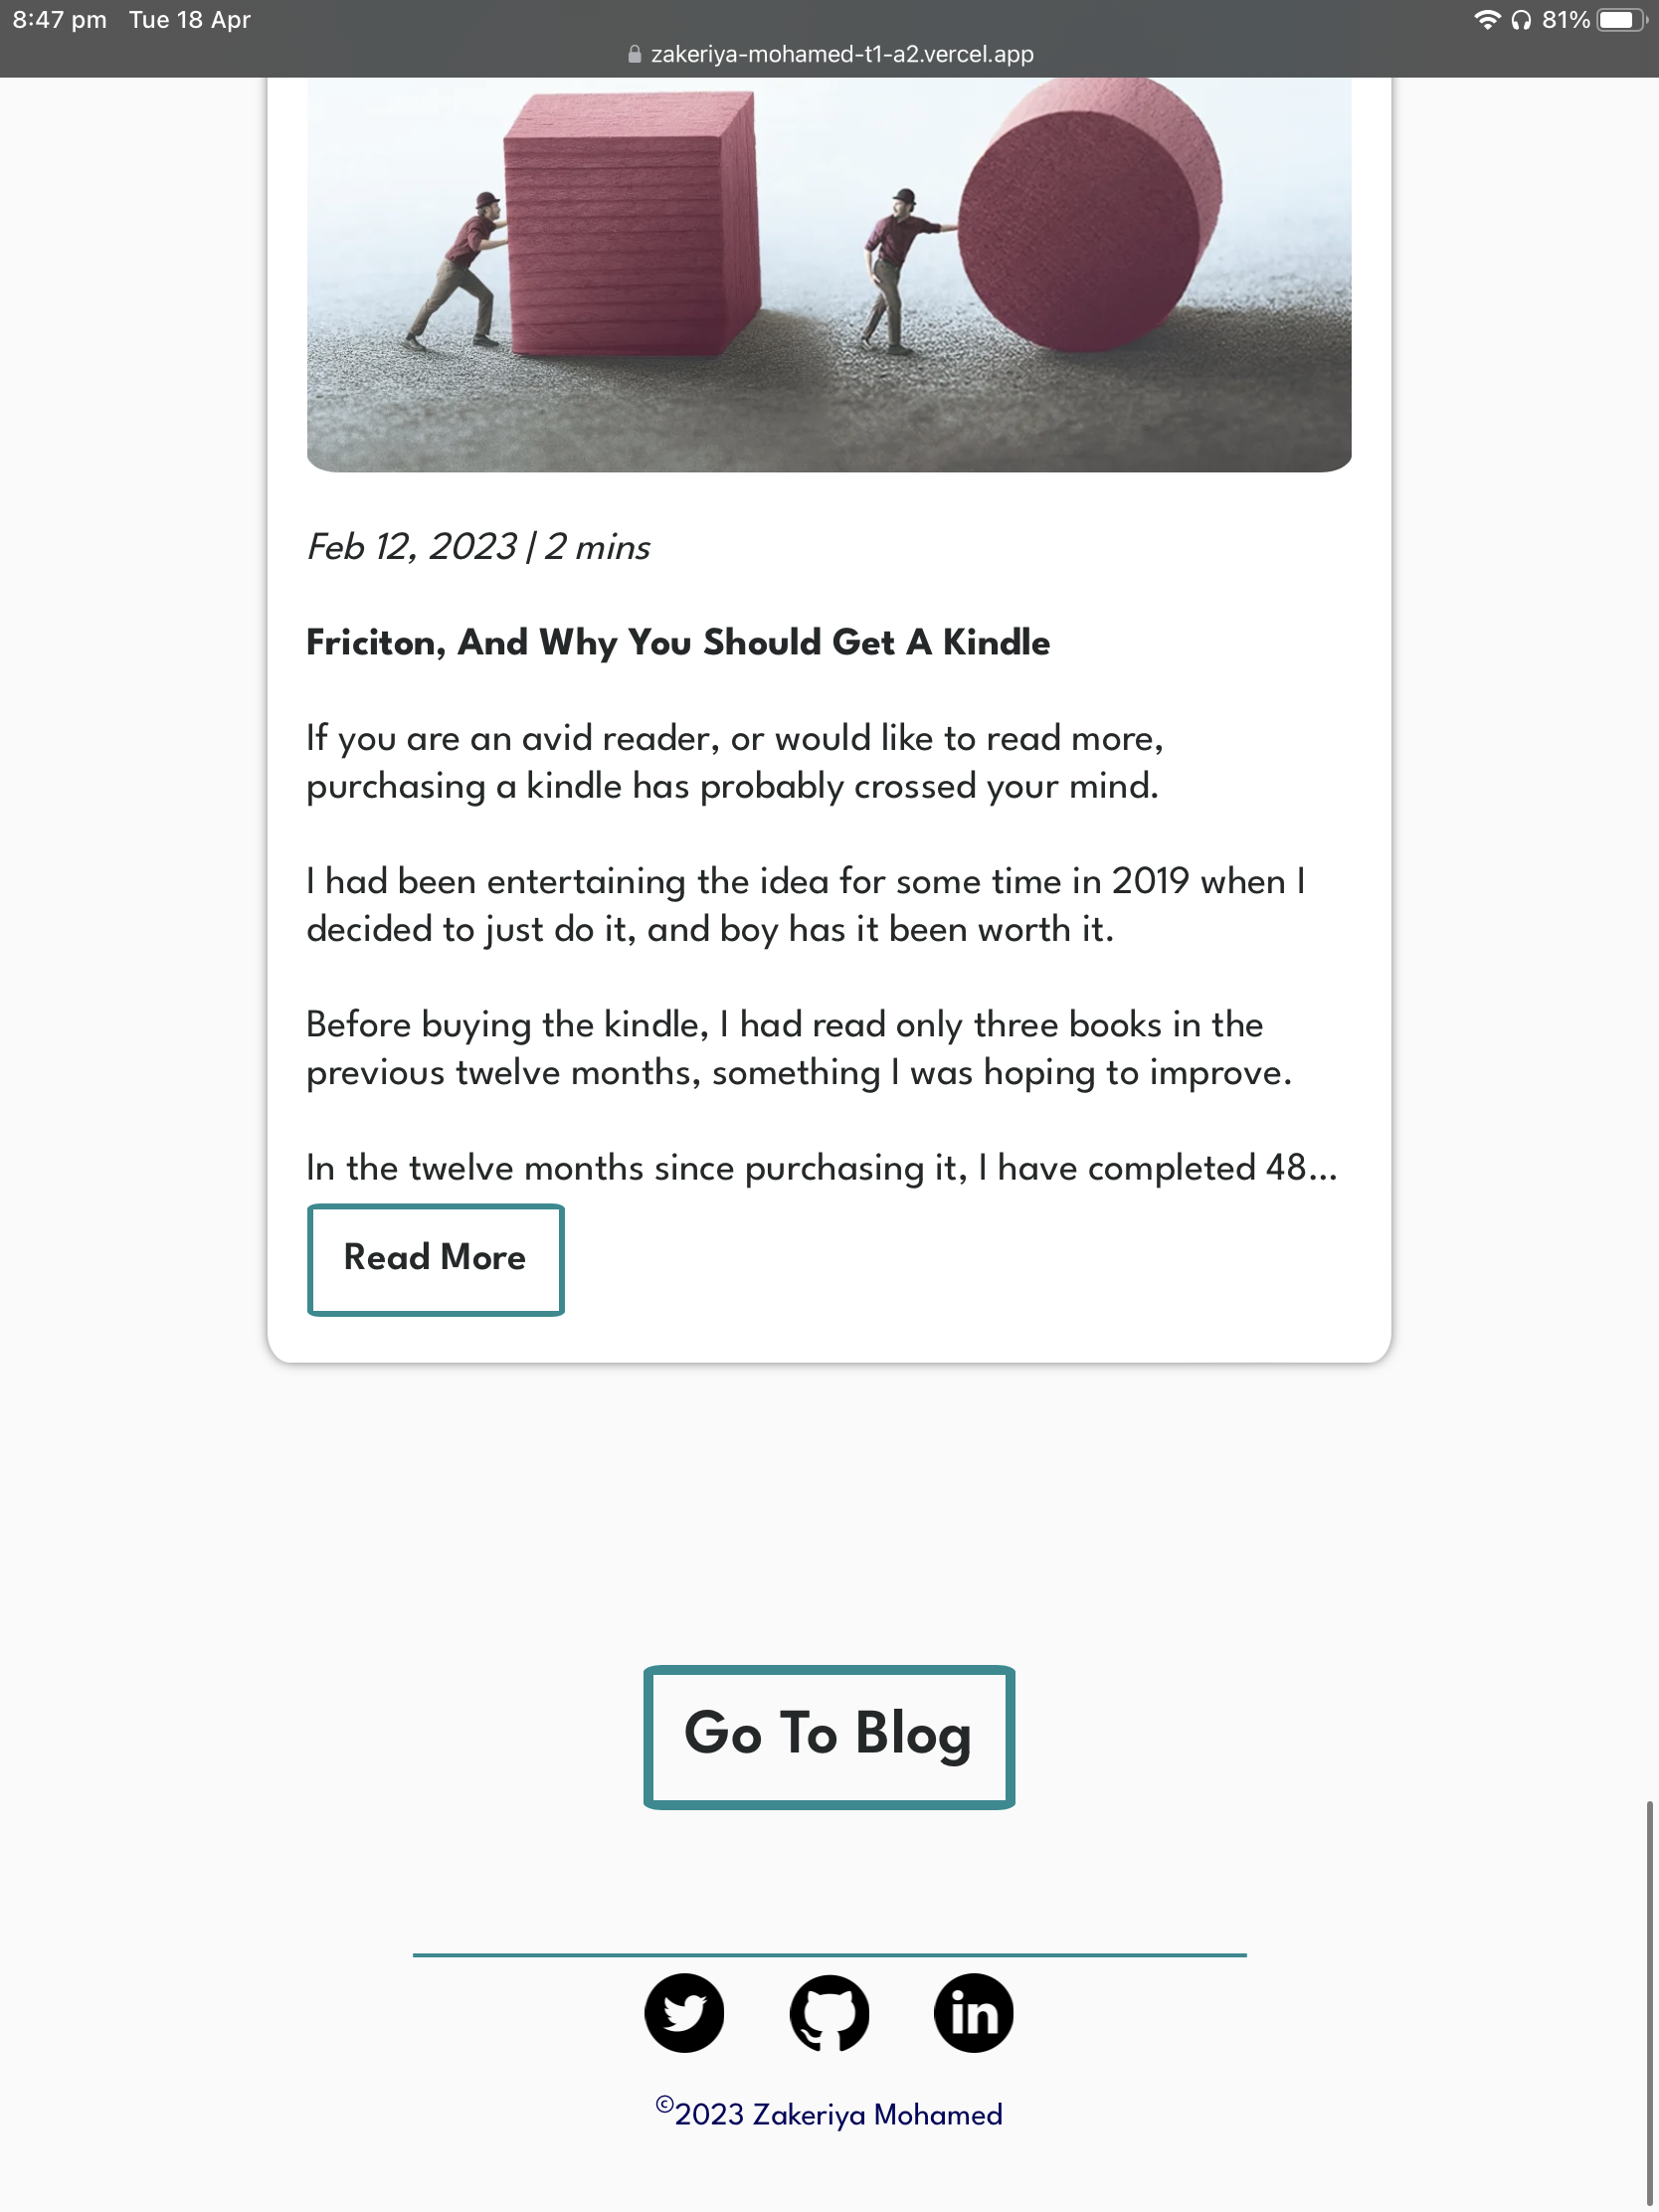 8:47 pm Tue 18 Apr 81%
zakeriya-mohamed-t1-a2.vercel.app
Feb 12, 2023 | 2 mins
Friciton, And Why You Should Get A Kindle
If you are an avid reader, or would like to read more,
purchasing a kindle has probably crossed your mind.
I had been entertaining the idea for some time in 2019 when I
decided to just do it, and boy has it been worth it.
Before buying the kindle, I had read only three books in the
previous twelve months, something I was hoping to improve.
In the twelve months since purchasing it, I have completed 48...
Read More
Go To Blog
in
©2023 Zakeriya Mohamed